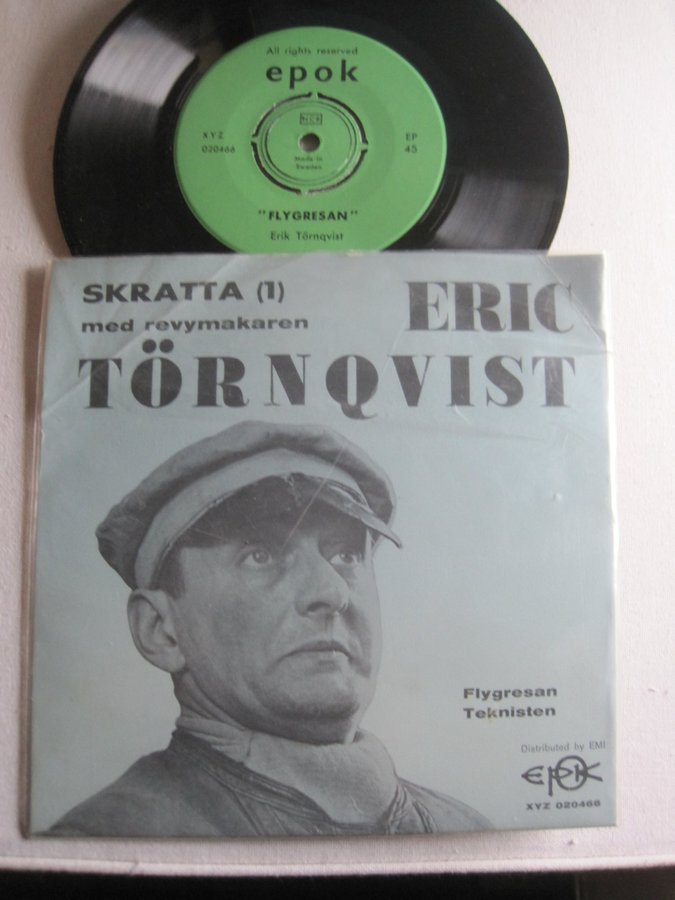 All rights reserved
epok
NCB
XYZ
020466
EP
45
Made in
Sweden
"FLYGRESAN"
Erik Törnqvist
SKRATTA (1)
med revymakaren
ERIC
TÖRNQVIST
Flygresan
Teknisten
Distributed by EMI
EPOK
XYZ 020466